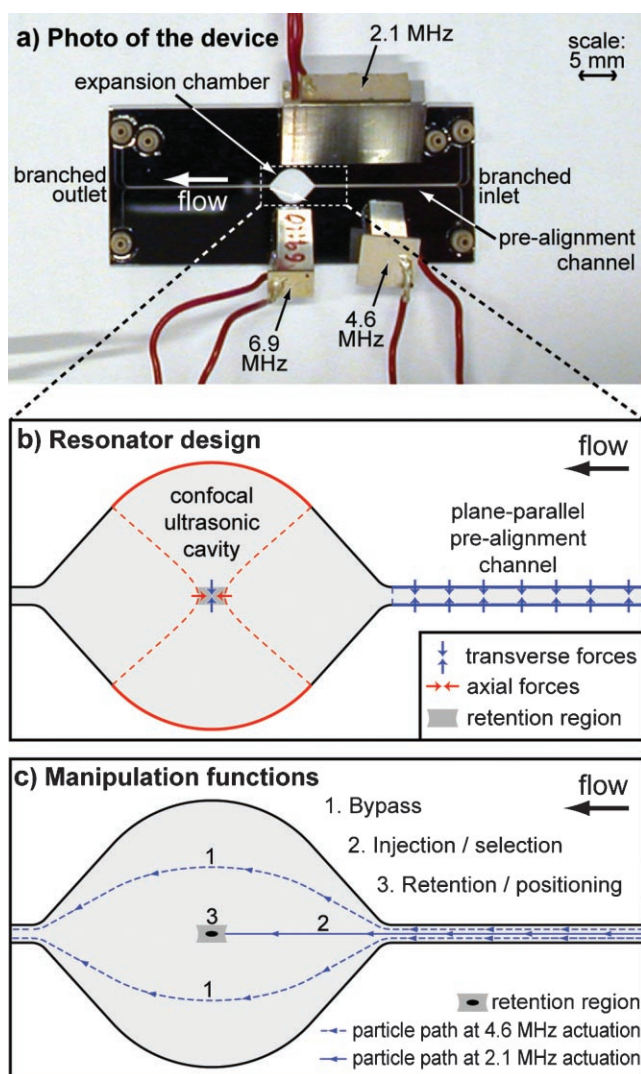 a) Photo of the device
2.1 MHz
scale:
5 mm
expansion chamber
branched
outlet
flow
branched
inlet
pre-alignment
channel
69110
6.9
MHz
4.6
MHz
b) Resonator design
flow
confocal
ultrasonic
cavity
plane-parallel
pre-alignment
channel
transverse forces
axial forces
retention region
c) Manipulation functions
flow
1. Bypass
2. Injection / selection
3. Retention / positioning
1
3
2
1
retention region
particle path at 4.6 MHz actuation
particle path at 2.1 MHz actuation